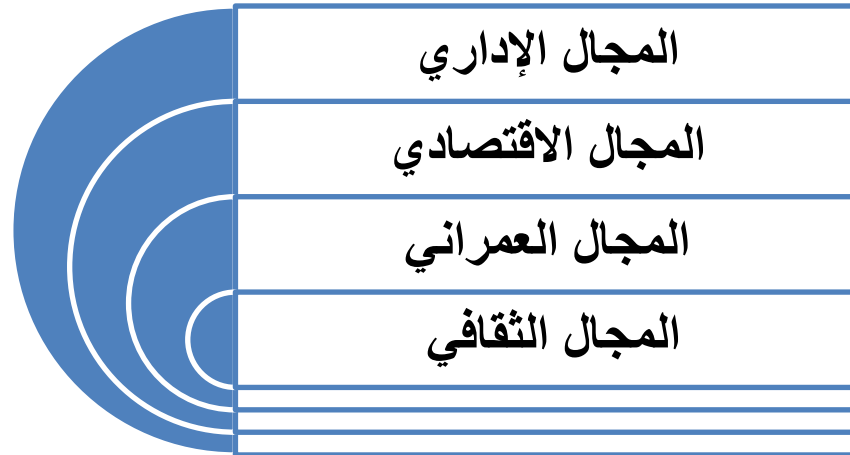 المجال الإداري
المجال الاقتصادي
المجال العمراني
المجال الثقافي